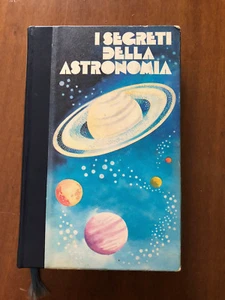 I SEGRETI
DELLA
ASTRONOMIA